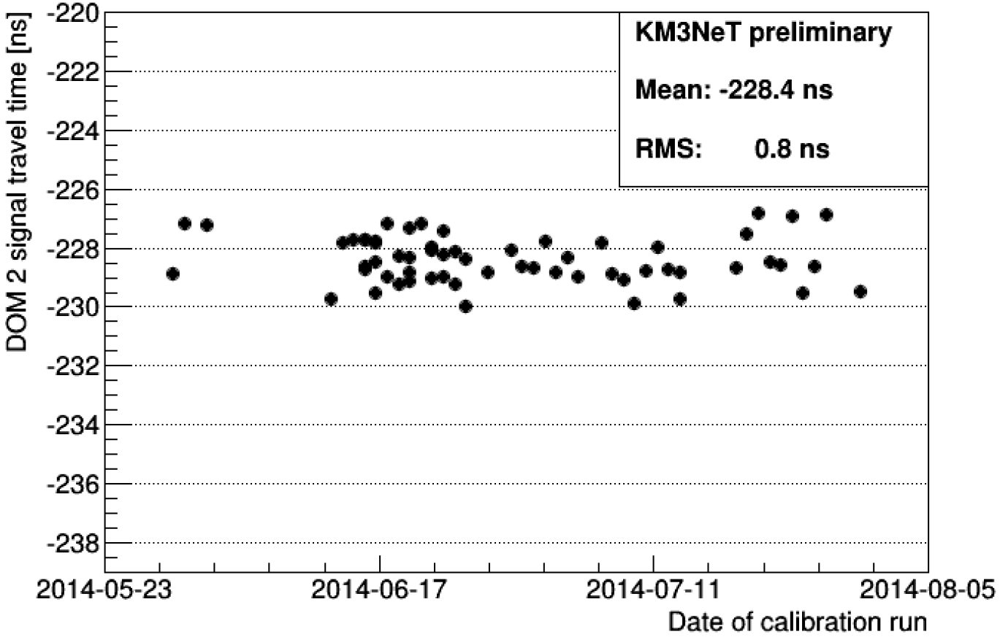 DOM 2 signal travel time [ns]
-220
-222
-224
-226
-228
-230
-232
-234
-236
-238
KM3NeT preliminary
Mean: -228.4 ns
RMS: 0.8 ns
2014-05-23 2014-06-17 2014-07-11 2014-08-05
Date of calibration run